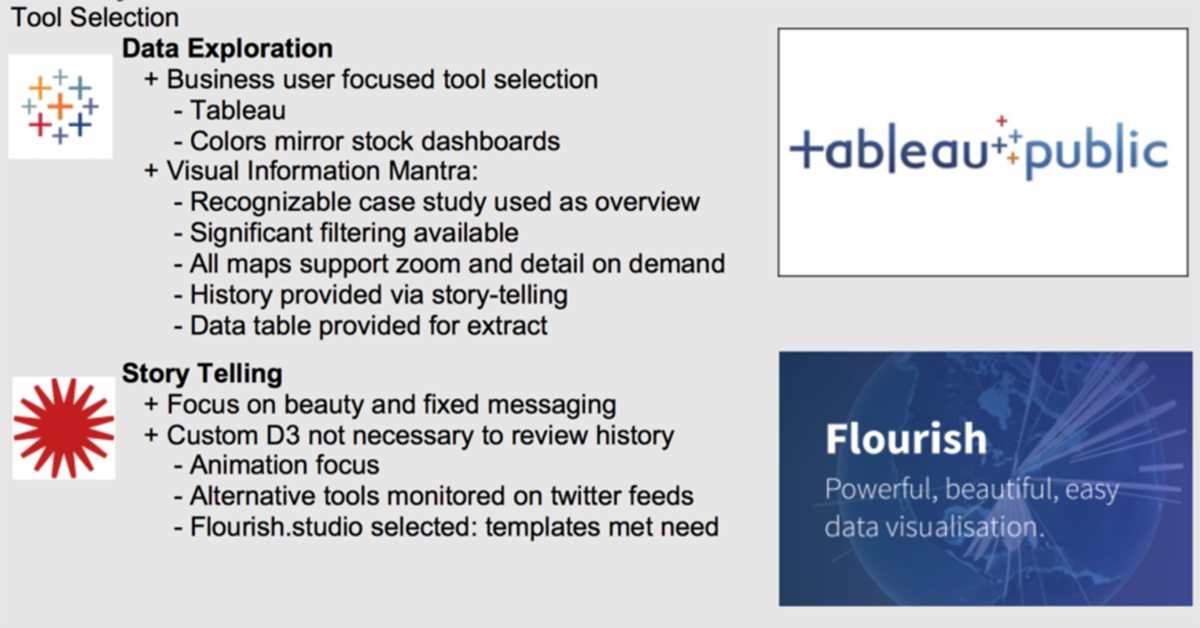 Tool Selection
Data Exploration
+ Business user focused tool selection
- Tableau
- Colors mirror stock dashboards
+ Visual Information Mantra:
- Recognizable case study used as overview
- Significant filtering available
- All maps support zoom and detail on demand
- History provided via story-telling
- Data table provided for extract
Story Telling
+ Focus on beauty and fixed messaging
+ Custom D3 not necessary to review history
- Animation focus
- Alternative tools monitored on twitter feeds
- Flourish.studio selected: templates met need
+ableau public
Flourish
Powerful, beautiful, easy
data visualisation.